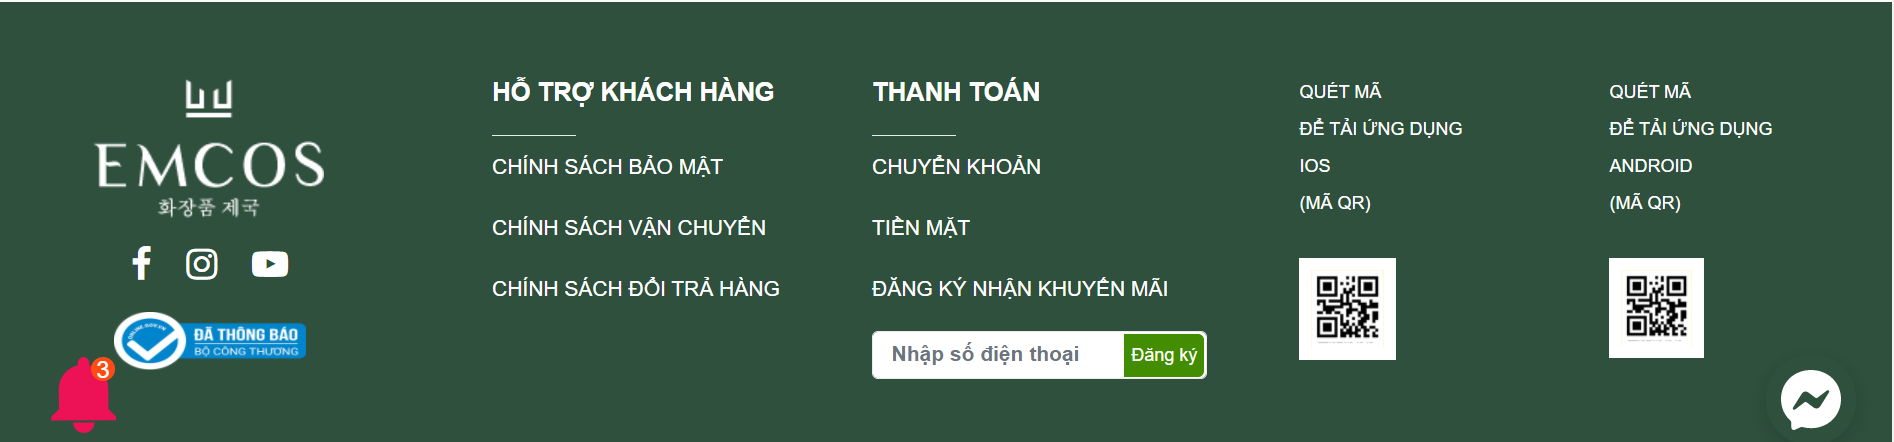 EMCOS
화장품 제국
ONLINE.GOV.VN
ĐÃ THÔNG BÁO
BỘ CÔNG THƯƠNG
3
HỖ TRỢ KHÁCH HÀNG
CHÍNH SÁCH BẢO MẬT
CHÍNH SÁCH VẬN CHUYỂN
CHÍNH SÁCH ĐỔI TRẢ HÀNG
THANH TOÁN
CHUYỂN KHOẢN
TIỀN MẶT
ĐĂNG KÝ NHẬN KHUYẾN MÃI
Nhập số điện thoại
Đăng ký
QUÉT MÃ
ĐỂ TẢI ỨNG DỤNG
IOS
(MÃ QR)
QUÉT MÃ
ĐỂ TẢI ỨNG DỤNG
ANDROID
(MÃ QR)